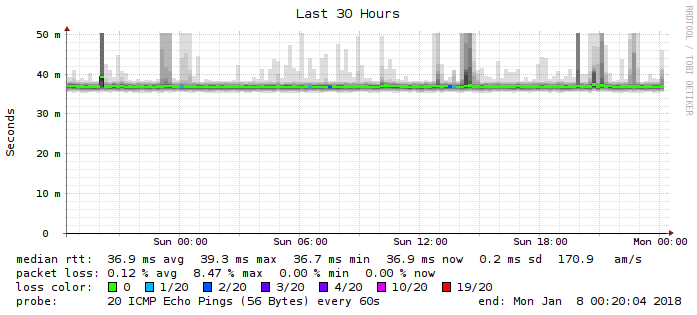 Last 30 Hours
RRDTOOL / TOBI OETIKER
Seconds
50 m
40 m
30 m
20 m
10 m
0
Sun 00:00 Sun 06:00 Sun 12:00 Sun 18:00 Mon 00:00
median rtt: 36.9 ms avg 39.3 ms max 36.7 ms min 36.9 ms now 0.2 ms sd 170.9 am/s
packet loss: 0.12 % avg 8.47 % max 0.00 % min 0.00 % now
loss color: 0 1/20 2/20 3/20 4/20 10/20 19/20
probe: 20 ICMP Echo Pings (56 Bytes) every 60s end: Mon Jan 8 00:20:04 2018